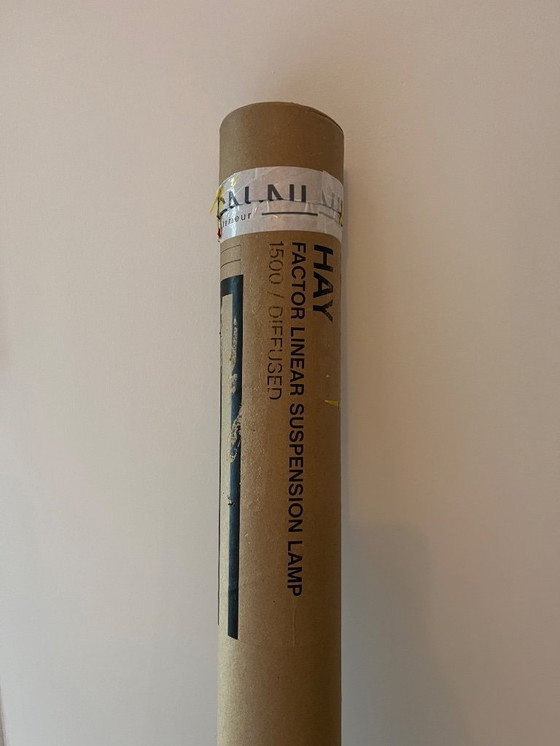 HAY
FACTOR LINEAR SUSPENSION LAMP
1500 / DIFFUSED